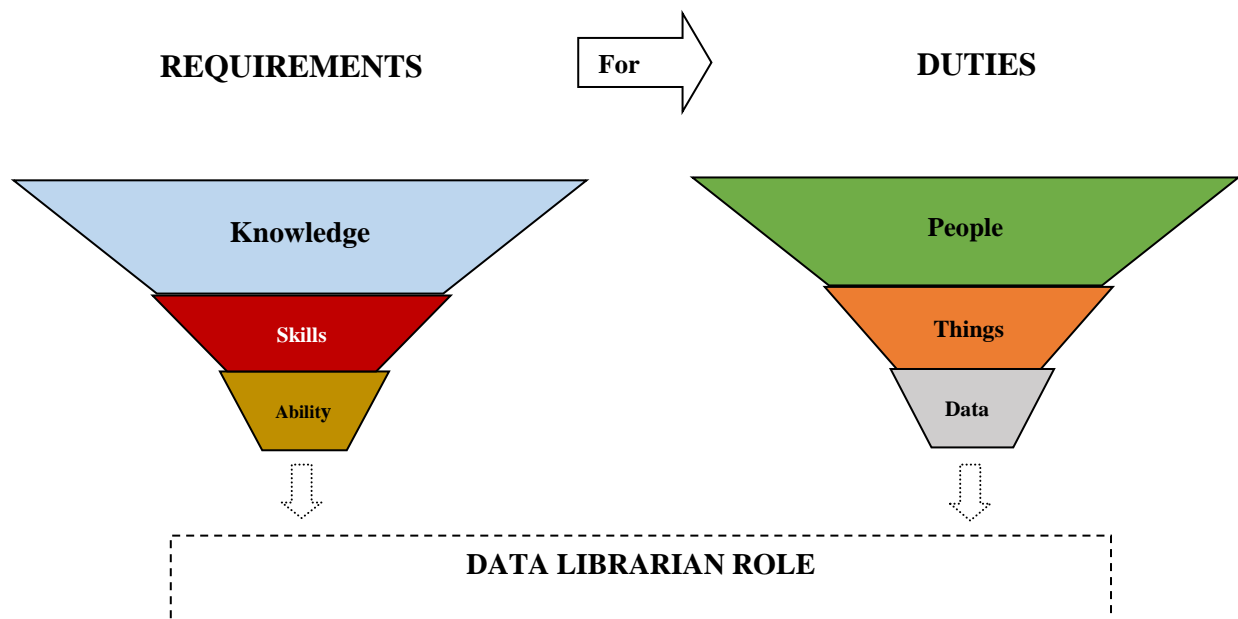 REQUIREMENTS
For
DUTIES
Knowledge
Skills
Ability
People
Things
Data
DATA LIBRARIAN ROLE